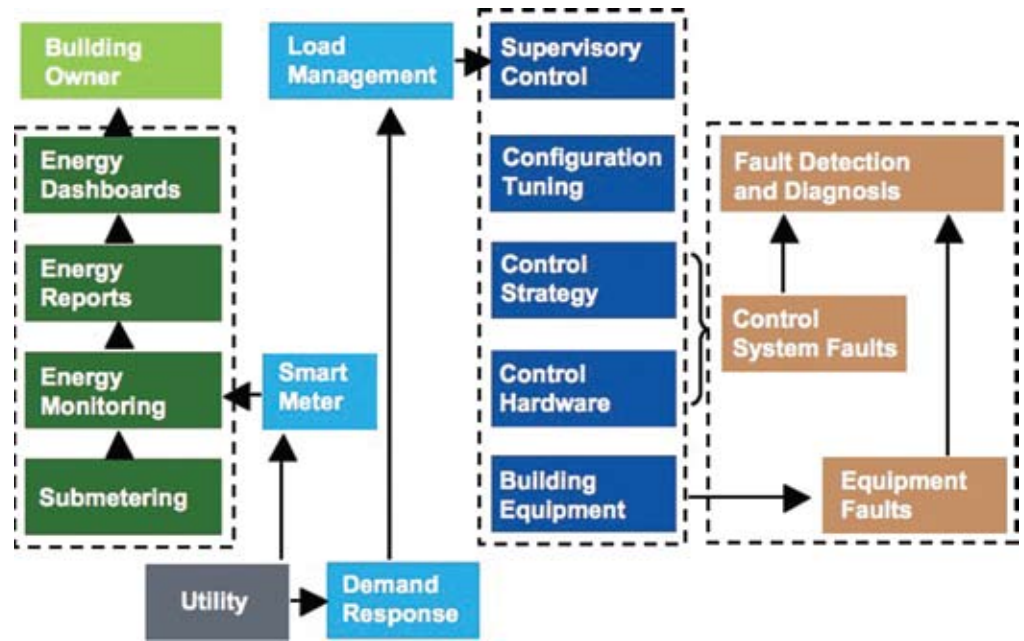 Building
Owner
Energy
Dashboards
Energy
Reports
Energy
Monitoring
Submetering
Utility
Smart
Meter
Demand
Response
Load
Management
Supervisory
Control
Configuration
Tuning
Control
Strategy
Control
Hardware
Building
Equipment
Fault Detection
and Diagnosis
Control
System Faults
Equipment
Faults